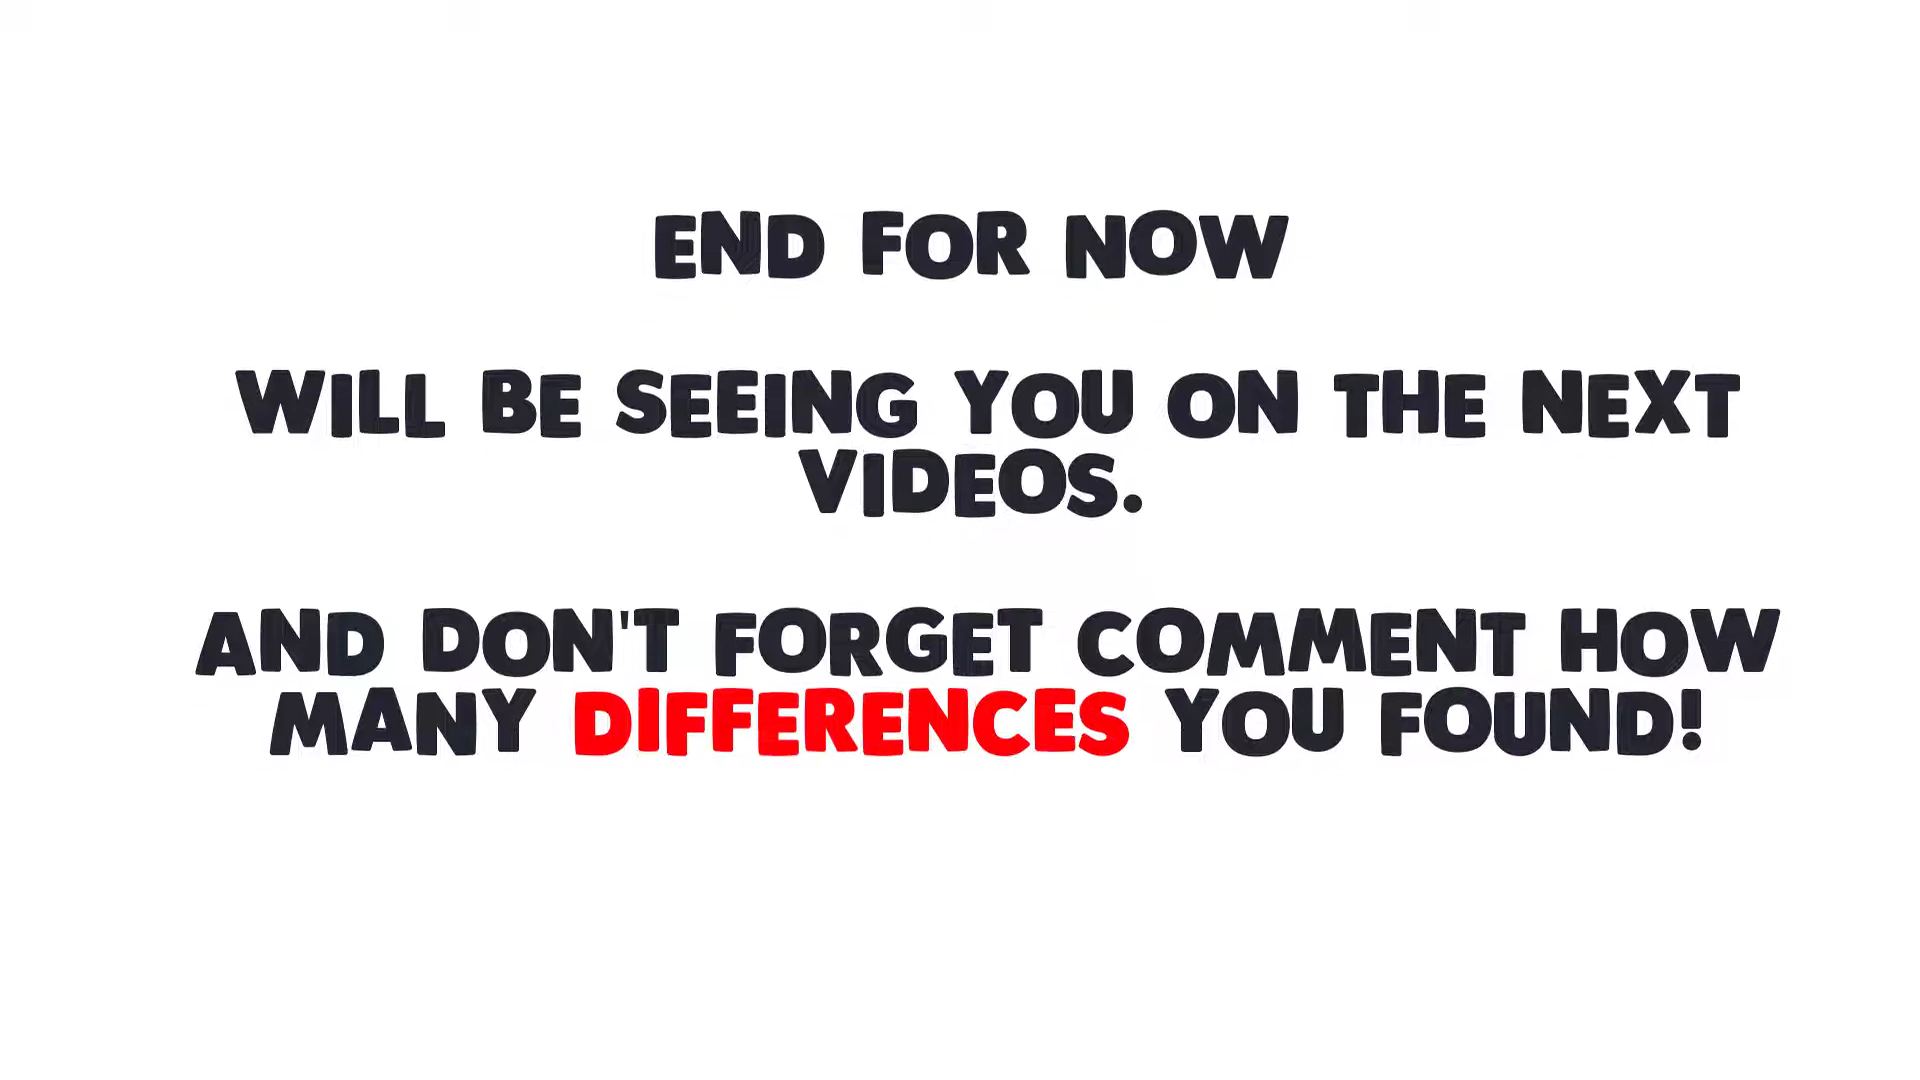 END FOR NOW
WILL BE SEEING YOU ON THE NEXT
VIDEOS.
AND DON'T FORGET COMMENT HOW
MANY DIFFERENCES YOU FOUND!